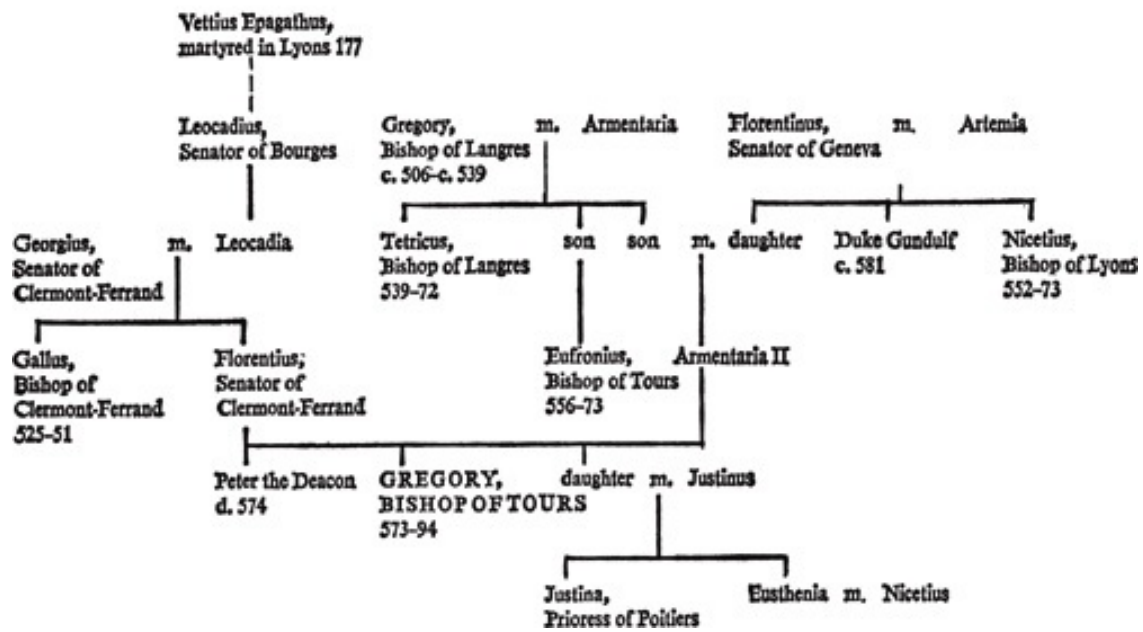 Vettius Epagathus,
martyred in Lyons 177
Leocadius,
Senator of Bourges
Gregory,
Bishop of Langres
c. 506–c. 539
m.
Armentaria
Florentinus,
Senator of Geneva
m.
Artemia
Georgius,
Senator of
Clermont-Ferrand
m.
Leocadia
Tetricus,
Bishop of Langres
539–72
son
son
m.
daughter
Duke Gundulf
c. 581
Nicetius,
Bishop of Lyons
552–73
Gallus,
Bishop of
Clermont-Ferrand
525–51
Florentius,
Senator of
Clermont-Ferrand
Eufronius,
Bishop of Tours
556–73
Armentaria II
Peter the Deacon
d. 574
GREGORY,
BISHOP OF TOURS
573–94
daughter
m.
Justinus
Justina,
Prioress of Poitiers
Eusthenia m. Nicetius